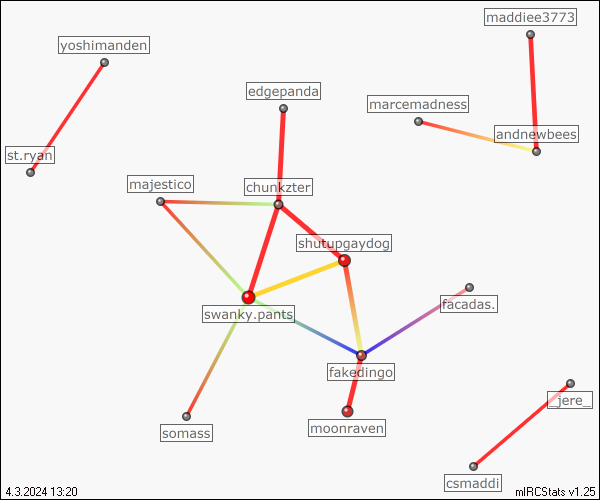 maddiee3773
yoshimanden
edgepanda
marcemadness
andnewbees
st.ryan
majestico
chunkzter
shutupgaydog
facadas.
swanky.pants
fakedingo
_jere_
moonraven
somass
csmaddi
4.3.2024 13:20
mIRCStats v1.25